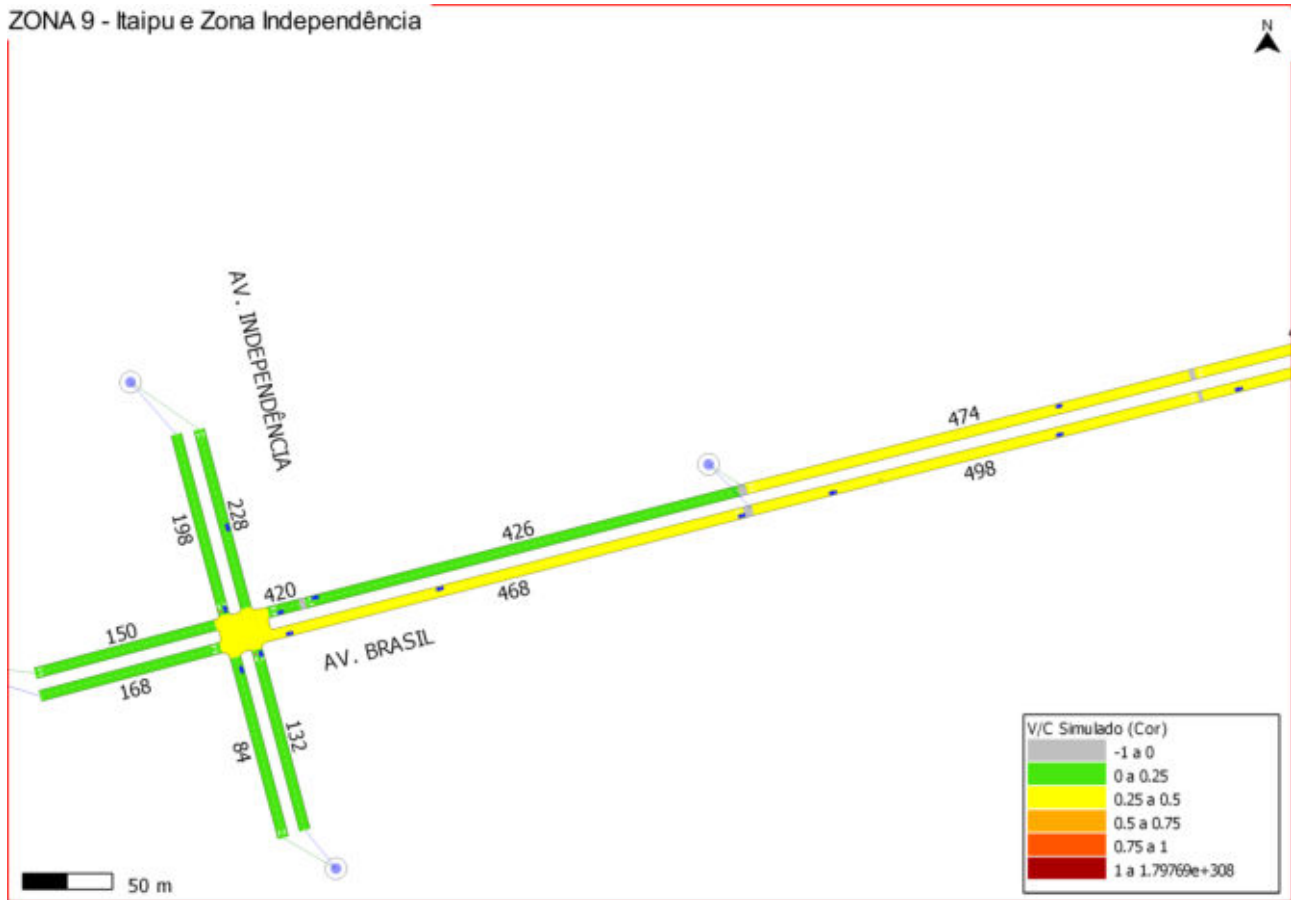 ZONA 9 - Itaipu e Zona Independência
N
AV. INDEPENDÊNCIA
474
498
228
198
426
468
420
AV. BRASIL
150
168
84
132
V/C Simulado (Cor)
-1 a 0
0 a 0.25
0.25 a 0.5
0.5 a 0.75
0.75 a 1
1 a 1.79769e+308
50 m